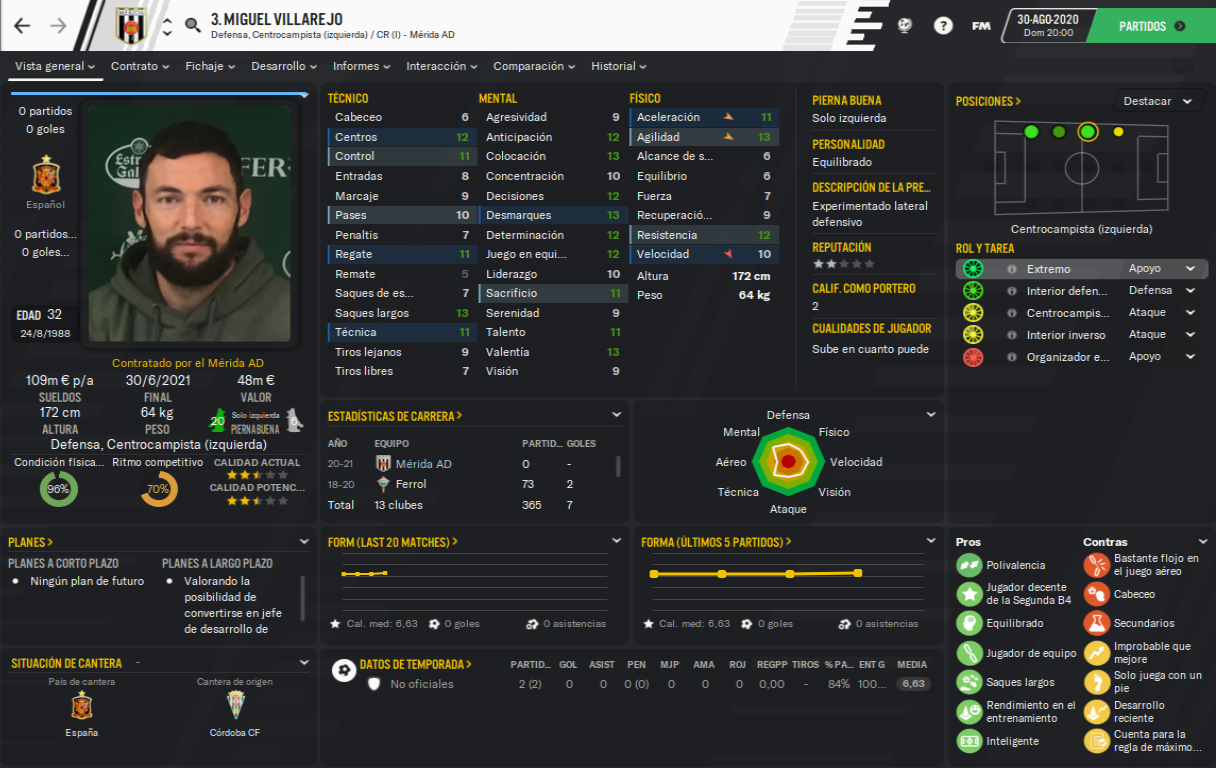 3. MIGUEL VILLAREJO
Defensa, Centrocampista (izquierda) / CR (I) - Mérida AD
FM
30-AGO-2020
Dom 20:00
PARTIDOS
Vista general
Contrato
Fichaje
Desarrollo
Informes
Interacción
Comparación
Historial
0 partidos
0 goles
Español
0 partidos...
0 goles...
EDAD 32
24/8/1988
Contratado por el Mérida AD
109m € p/a 30/6/2021 48m €
SUELDOS FINAL VALOR
172 cm 64 kg 20 Solo izquierda
ALTURA PESO PIERNA BUENA
Defensa, Centrocampista (izquierda)
Condición física... Ritmo competitivo CALIDAD ACTUAL
96% 70%
CALIDAD POTENC...
TÉCNICO
Cabeceo 6
Centros 12
Control 11
Entradas 8
Marcaje 9
Pases 10
Penaltis 7
Regate 11
Remate 5
Saques de es... 7
Saques largos 13
Técnica 11
Tiros lejanos 9
Tiros libres 7
MENTAL
Agresividad 9
Anticipación 12
Colocación 13
Concentración 10
Decisiones 12
Desmarques 13
Determinación 12
Juego en equi... 12
Liderazgo 10
Sacrificio 11
Serenidad 9
Talento 11
Valentía 13
Visión 9
FÍSICO
Aceleración 11
Agilidad 13
Alcance de s... 6
Equilibrio 6
Fuerza 7
Recuperació... 9
Resistencia 12
Velocidad 10
Altura 172 cm
Peso 64 kg
PIERNA BUENA
Solo izquierda
PERSONALIDAD
Equilibrado
DESCRIPCIÓN DE LA PRE...
Experimentado lateral
defensivo
REPUTACIÓN
CALIF. COMO PORTERO
2
CUALIDADES DE JUGADOR
Sube en cuanto puede
POSICIONES >
Destacar
Centrocampista (izquierda)
ROL Y TAREA
Extremo Apoyo
Interior defen... Defensa
Centrocampis... Ataque
Interior inverso Ataque
Organizador e... Apoyo
ESTADÍSTICAS DE CARRERA >
AÑO EQUIPO PARTID... GOLES
20-21 Mérida AD 0 -
18-20 Ferrol 73 2
Total 13 clubes 365 7
Defensa
Físico
Velocidad
Visión
Ataque
Técnica
Aéreo
Mental
PLANES >
PLANES A CORTO PLAZO
Ningún plan de futuro
PLANES A LARGO PLAZO
Valorando la
posibilidad de
convertirse en jefe
de desarrollo de
FORM (LAST 20 MATCHES) >
Cal. med: 6,63 0 goles 0 asistencias
FORMA (ÚLTIMOS 5 PARTIDOS) >
Cal. med: 6,63 0 goles 0 asistencias
SITUACIÓN DE CANTERA -
País de cantera
España
Cantera de origen
Córdoba CF
DATOS DE TEMPORADA > PARTID... GOL ASIST PEN MJP AMA ROJ REGPP TIROS % PA... ENT G MEDIA
No oficiales 2 (2) 0 0 0 (0) 0 0 0 0,00 - 84% 100... 6,63
Pros
Polivalencia
Jugador decente
de la Segunda B4
Equilibrado
Jugador de equipo
Saques largos
Rendimiento en el
entrenamiento
Inteligente
Contras
Bastante flojo en
el juego aéreo
Cabeceo
Secundarios
Improbable que
mejore
Solo juega con un
pie
Desarrollo
reciente
Cuenta para la
regla de máximo...